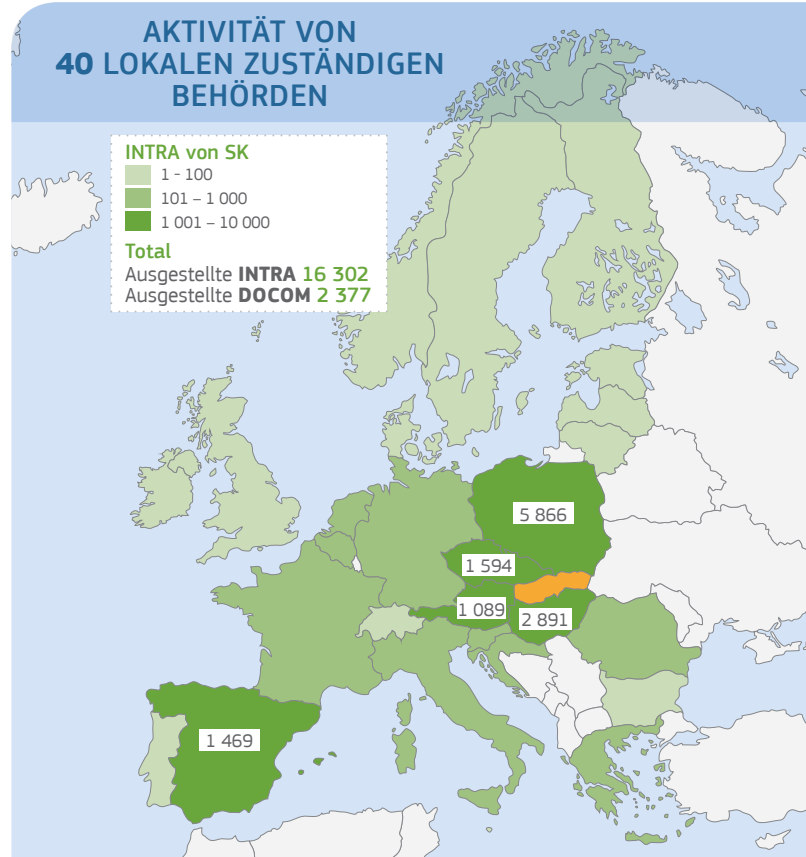 AKTIVITÄT VON
40 LOKALEN ZUSTÄNDIGEN
BEHÖRDEN
INTRA von SK
1 - 100
101 – 1 000
1 001 – 10 000
Total
Ausgestellte INTRA 16 302
Ausgestellte DOCOM 2 377
5 866
1 594
1 089
2 891
1 469